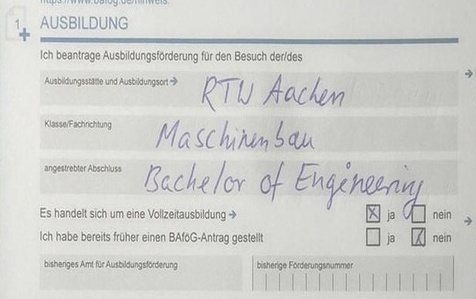 https://www.bafög.de/hinweis.
1 AUSBILDUNG
Ich beantrage Ausbildungsförderung für den Besuch der/des
Ausbildungsstätte und Ausbildungsort → RTW Aachen
Klasse/Fachrichtung Maschinenbau
angestrebter Abschluss Bachelor of Engineering
Es handelt sich um eine Vollzeitausbildung → ☒ ja ☐ nein
Ich habe bereits früher einen BAföG-Antrag gestellt ☐ ja ☒ nein
bisheriges Amt für Ausbildungsförderung bisherige Förderungsnummer